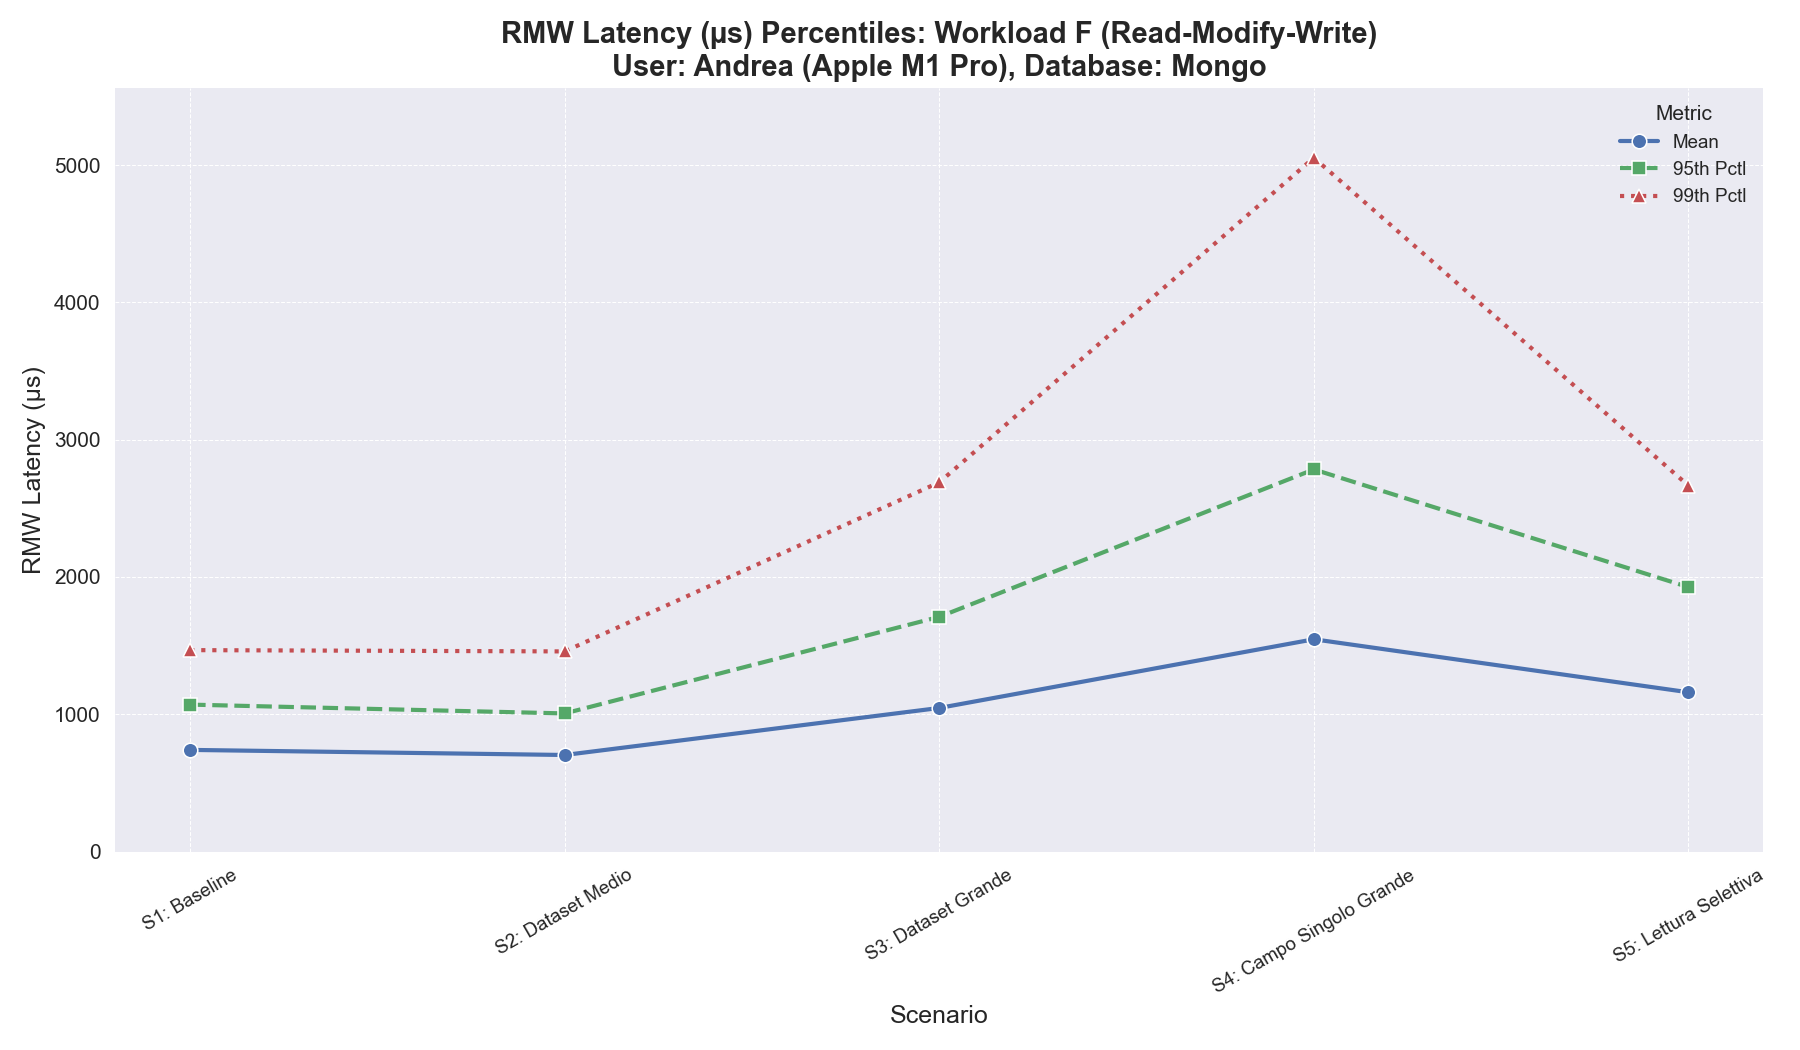 RMW Latency (µs) Percentiles: Workload F (Read-Modify-Write)
User: Andrea (Apple M1 Pro), Database: Mongo
Metric
Mean
95th Pctl
99th Pctl
RMW Latency (µs)
5000
4000
3000
2000
1000
0
S1: Baseline
S2: Dataset Medio
S3: Dataset Grande
S4: Campo Singolo Grande
S5: Lettura Selettiva
Scenario